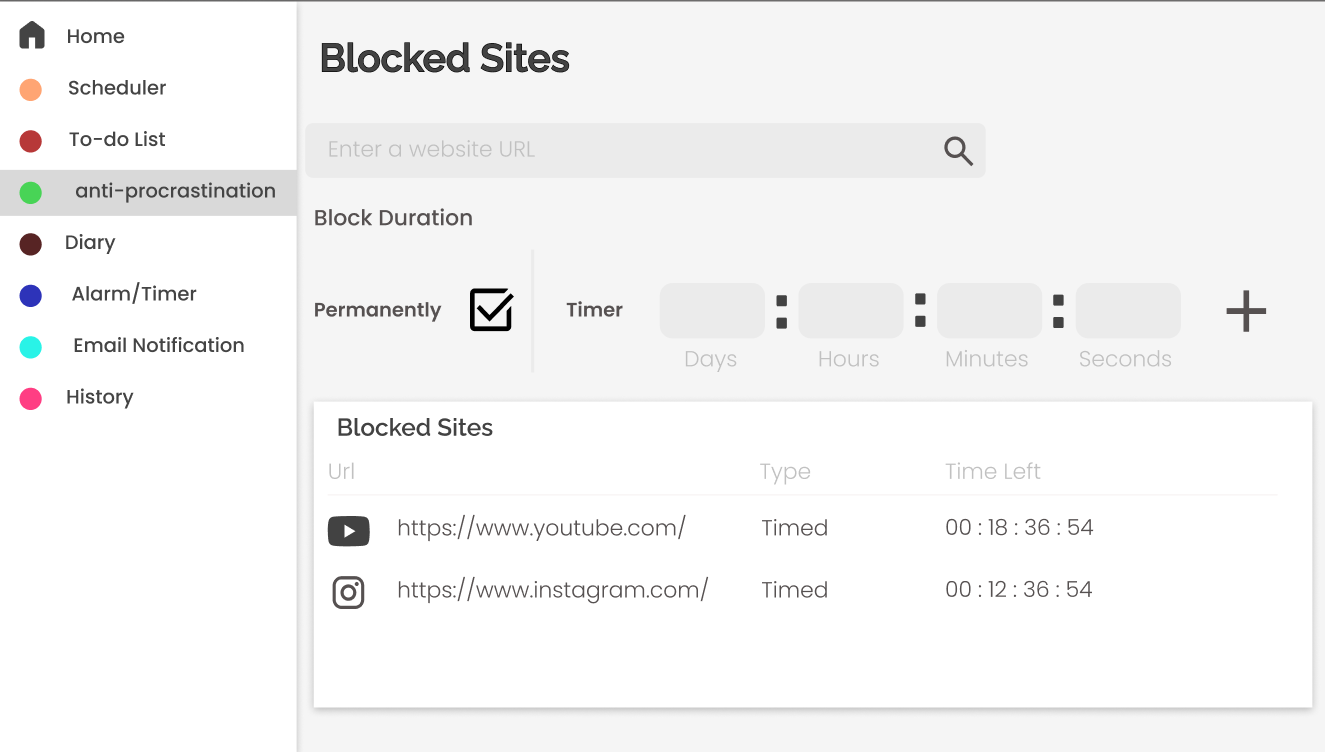 Home
Scheduler
To-do List
anti-procrastination
Diary
Alarm/Timer
Email Notification
History
Blocked Sites
Enter a website URL
Block Duration
Permanently
Timer
:
:
:
Days
Hours
Minutes
Seconds
Blocked Sites
Url Type Time Left
https://www.youtube.com/ Timed 00 : 18 : 36 : 54
https://www.instagram.com/ Timed 00 : 12 : 36 : 54